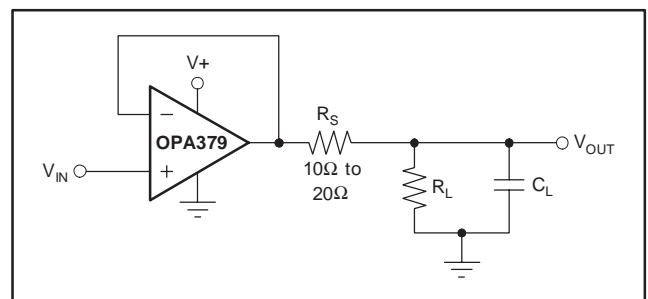 V+
−
OPA379
+
V_IN
R_S
10Ω to
20Ω
R_L
C_L
V_OUT